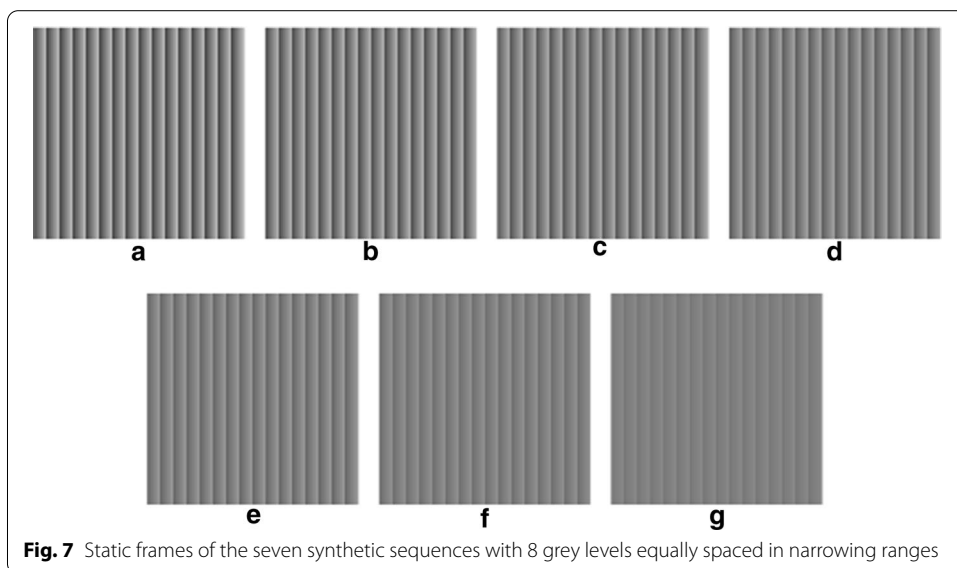 a b c d
e f g
Fig. 7 Static frames of the seven synthetic sequences with 8 grey levels equally spaced in narrowing ranges